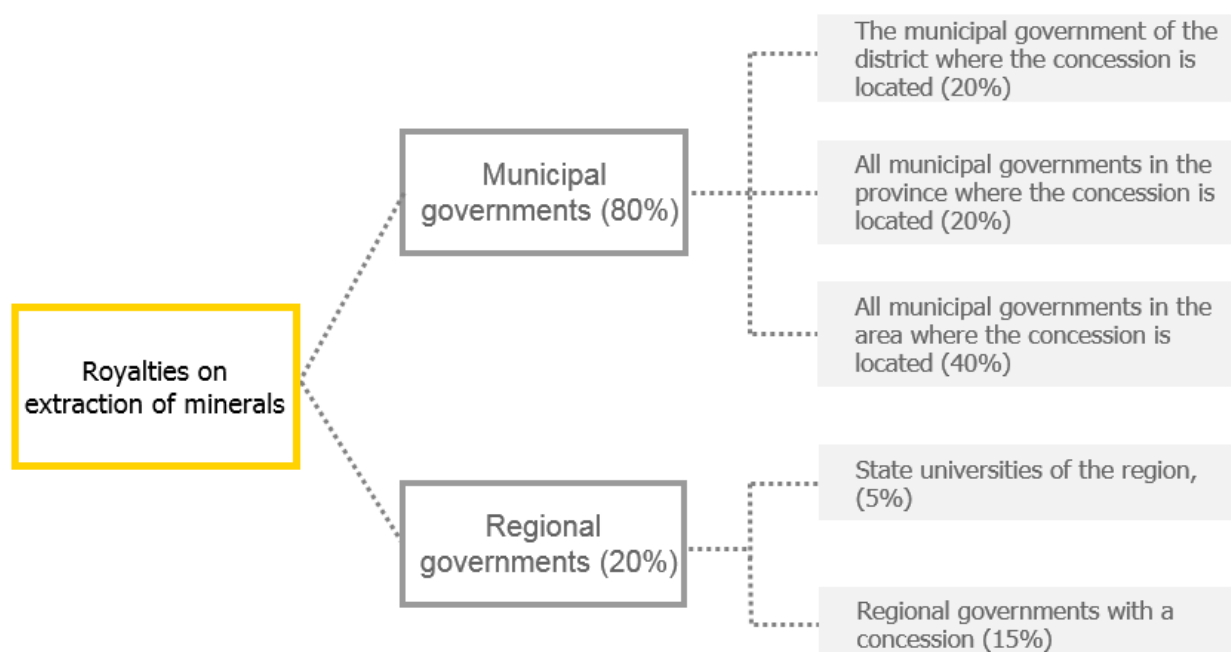 The municipal government of the
district where the concession is
located (20%)
Municipal
governments (80%)
All municipal governments in the
province where the concession is
located (20%)
All municipal governments in the
area where the concession is
located (40%)
Royalties on
extraction of minerals
State universities of the region,
(5%)
Regional
governments (20%)
Regional governments with a
concession (15%)